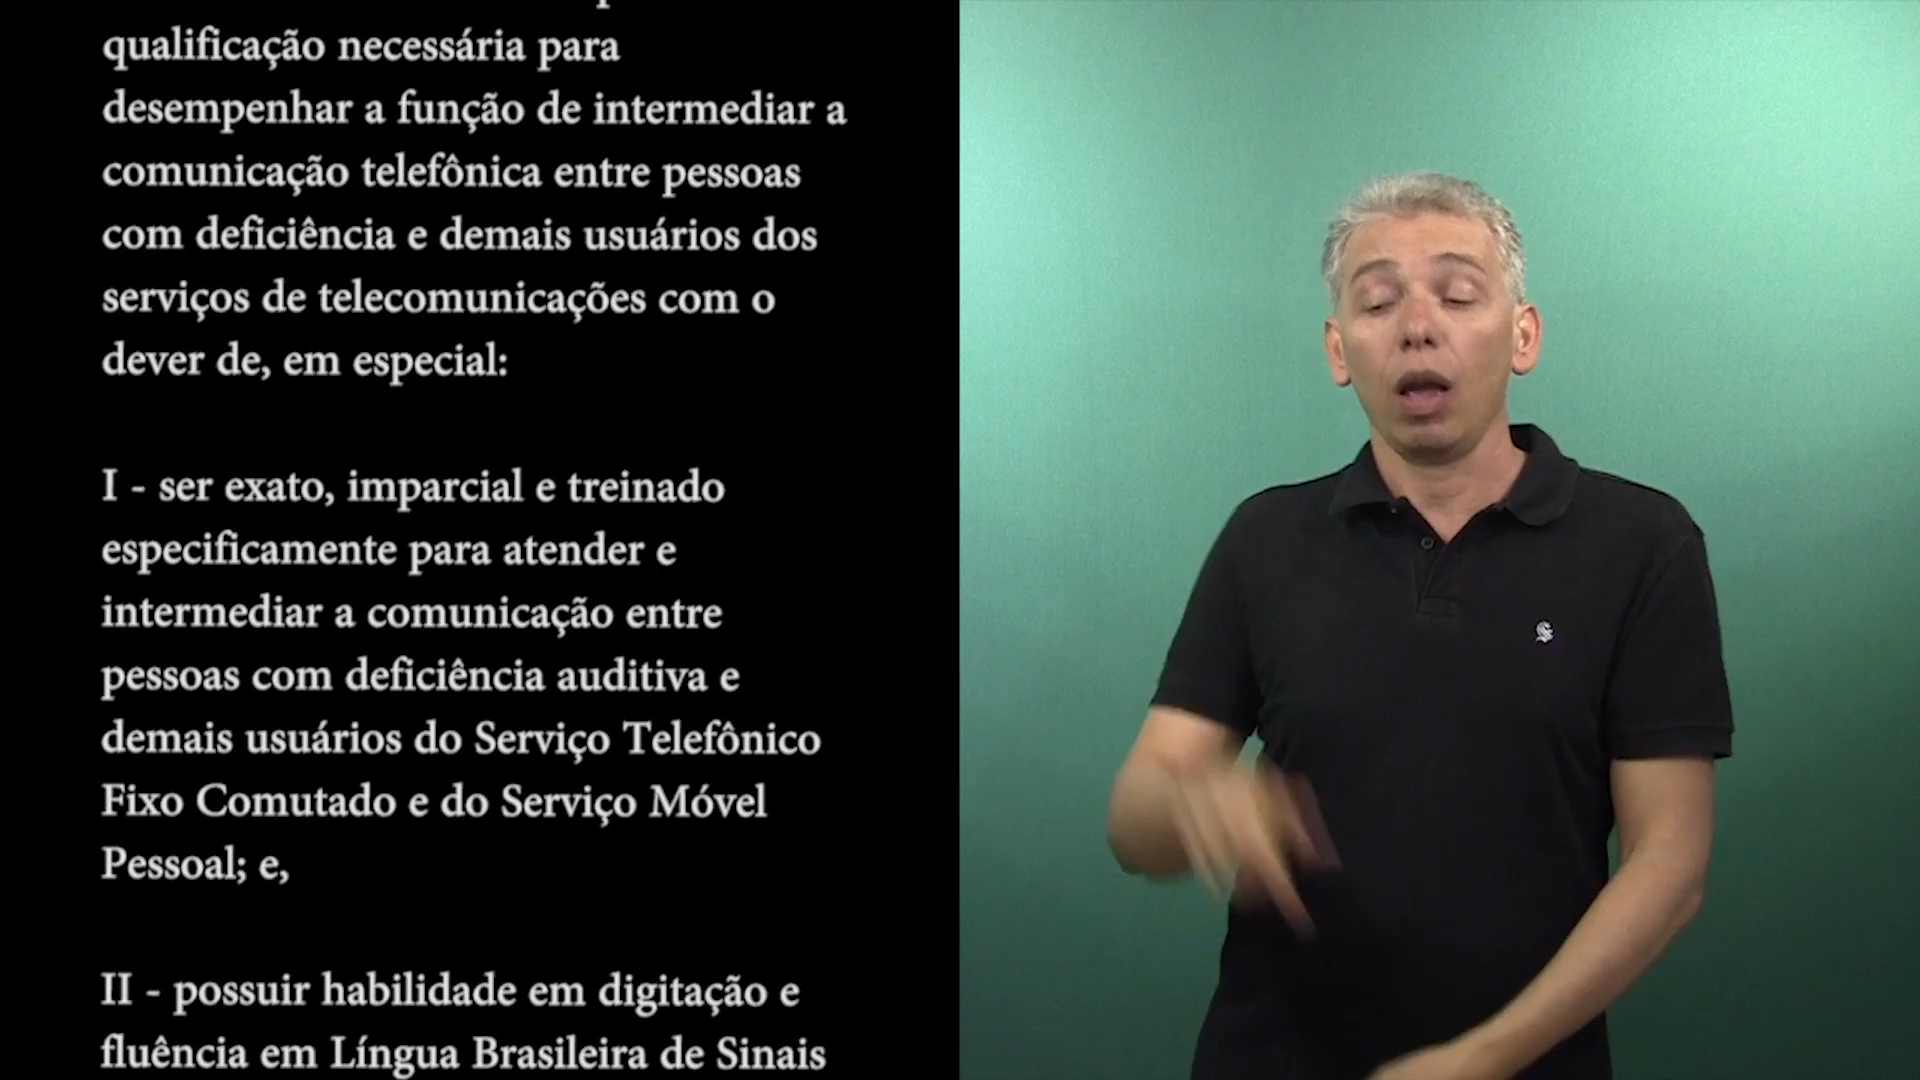 qualificação necessária para
desempenhar a função de intermediar a
comunicação telefônica entre pessoas
com deficiência e demais usuários dos
serviços de telecomunicações com o
dever de, em especial:
I - ser exato, imparcial e treinado
especificamente para atender e
intermediar a comunicação entre
pessoas com deficiência auditiva e
demais usuários do Serviço Telefônico
Fixo Comutado e do Serviço Móvel
Pessoal; e,
II - possuir habilidade em digitação e
fluência em Língua Brasileira de Sinais